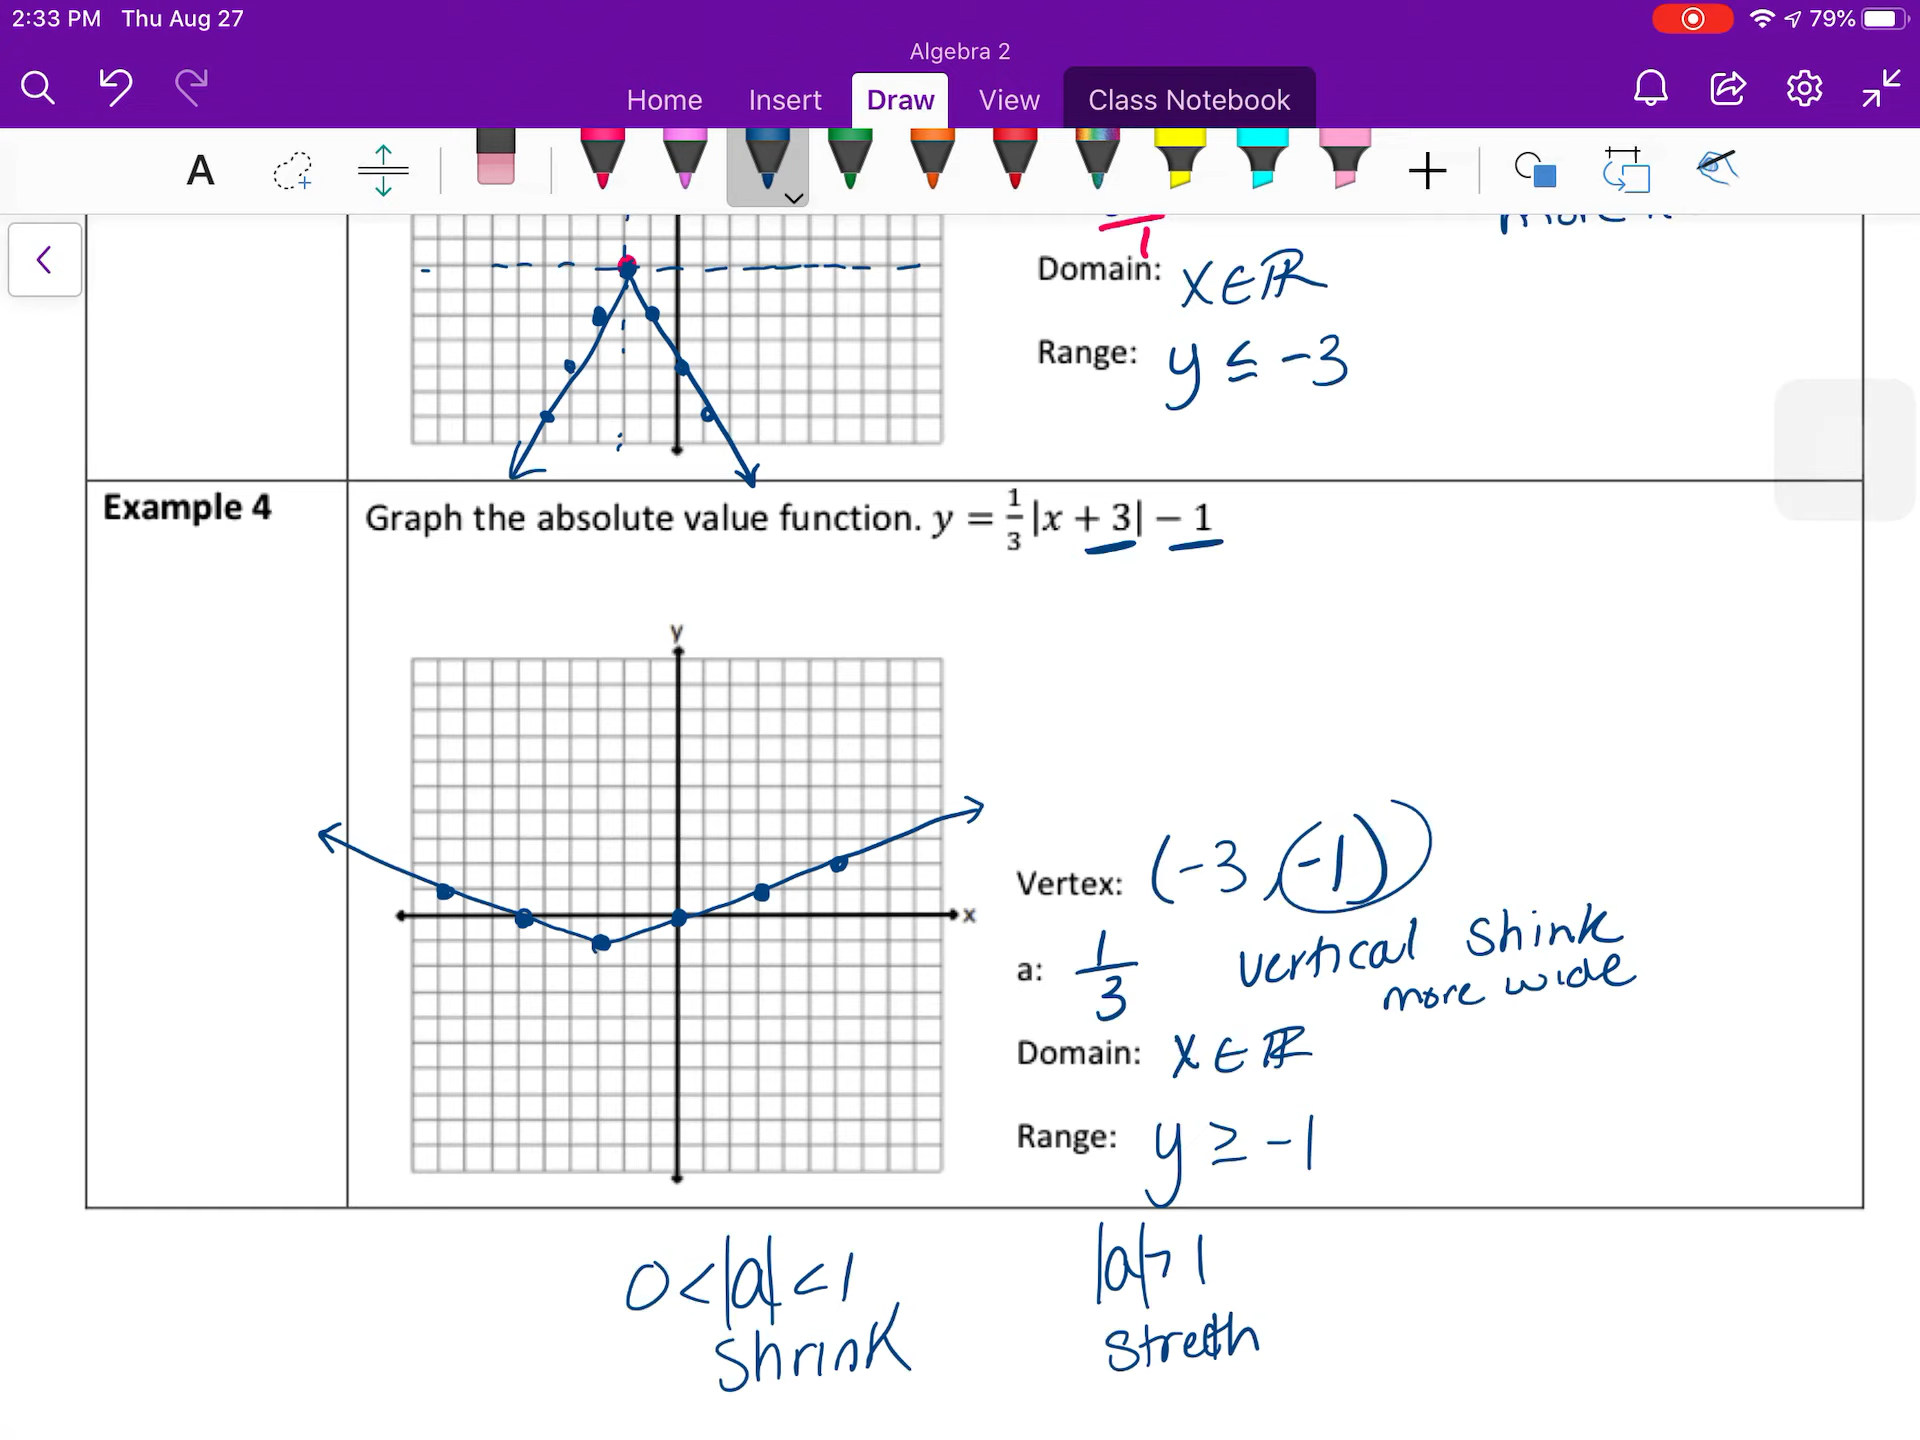 2:33 PM Thu Aug 27
79%
Algebra 2
Home Insert Draw View Class Notebook
A
Domain: x ∈ ℝ
Range: y ≤ -3
Example 4
Graph the absolute value function. y = 1/3 |x + 3| − 1
y
x
Vertex: (-3, -1)
a: 1/3 vertical shink
more wide
Domain: x ∈ ℝ
Range: y ≥ -1
0 < |a| < 1 |a| > 1
Shrink Stretch